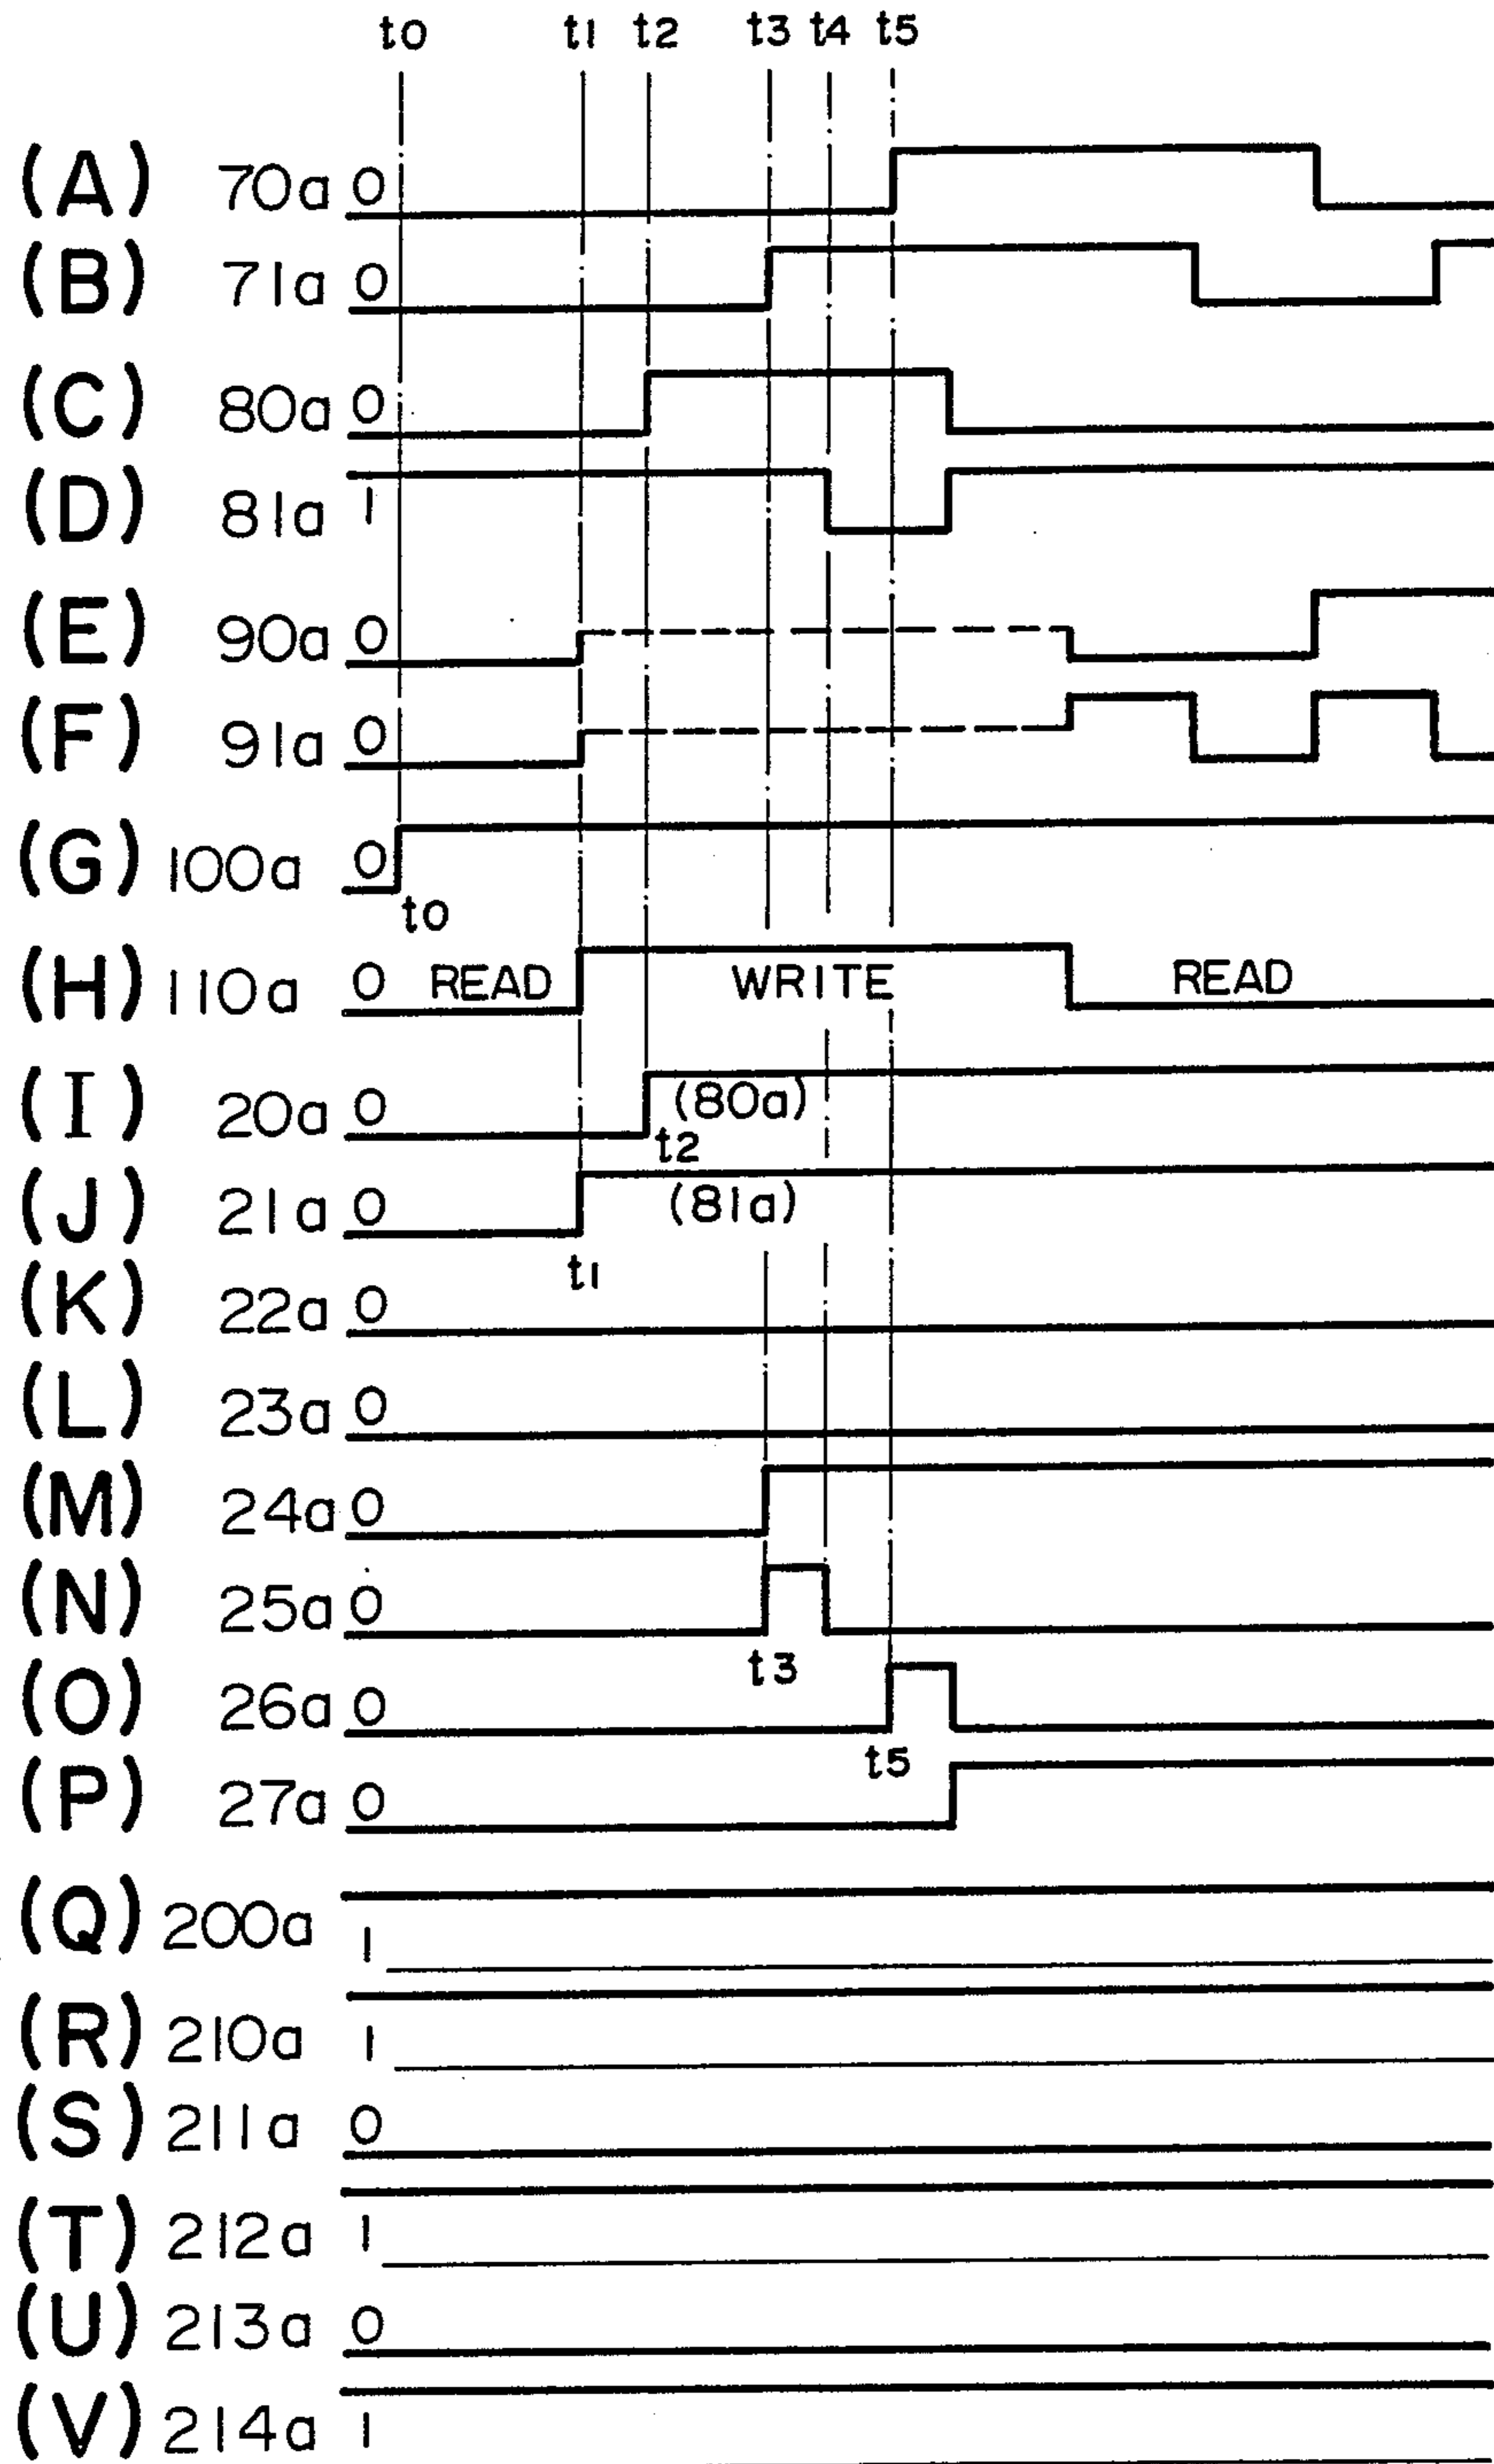 t0 t1 t2 t3 t4 t5
(A) 70a 0
(B) 71a 0
(C) 80a 0
(D) 81a 1
(E) 90a 0
(F) 91a 0
(G) 100a 0
t0
(H) 110a 0 READ WRITE READ
(I) 20a 0 (80a)
t2
(J) 21a 0 (81a)
t1
(K) 22a 0
(L) 23a 0
(M) 24a 0
(N) 25a 0
t3
(O) 26a 0
t5
(P) 27a 0
(Q) 200a 1
(R) 210a 1
(S) 211a 0
(T) 212a 1
(U) 213a 0
(V) 214a 1